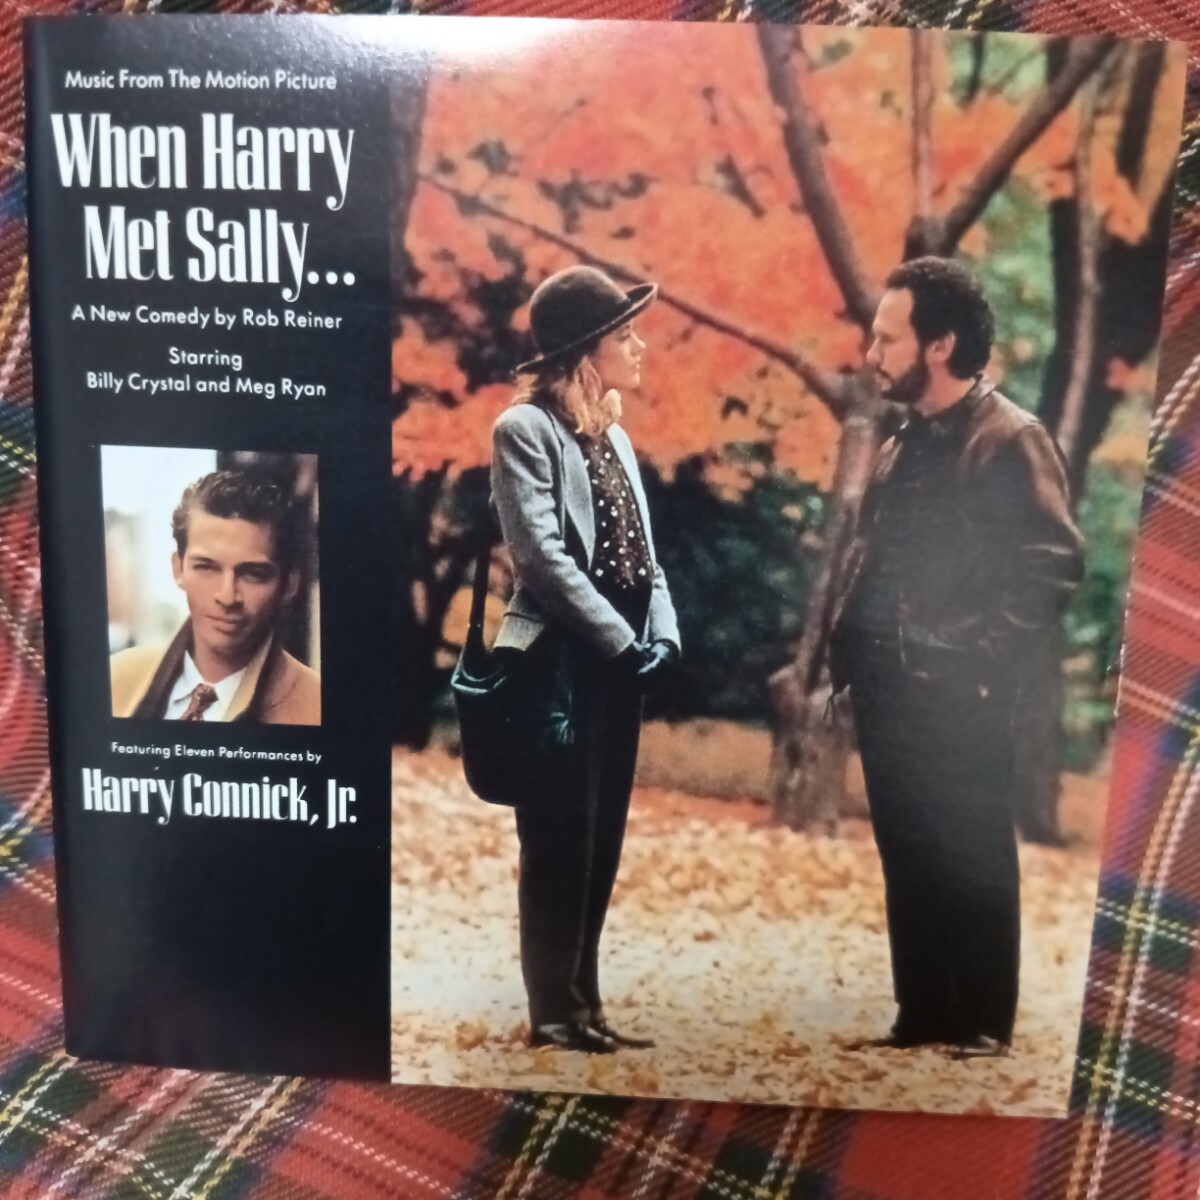 Music From The Motion Picture
When Harry
Met Sally...
A New Comedy by Rob Reiner
Starring
Billy Crystal and Meg Ryan
Featuring Eleven Performances by
Harry Connick, Jr.